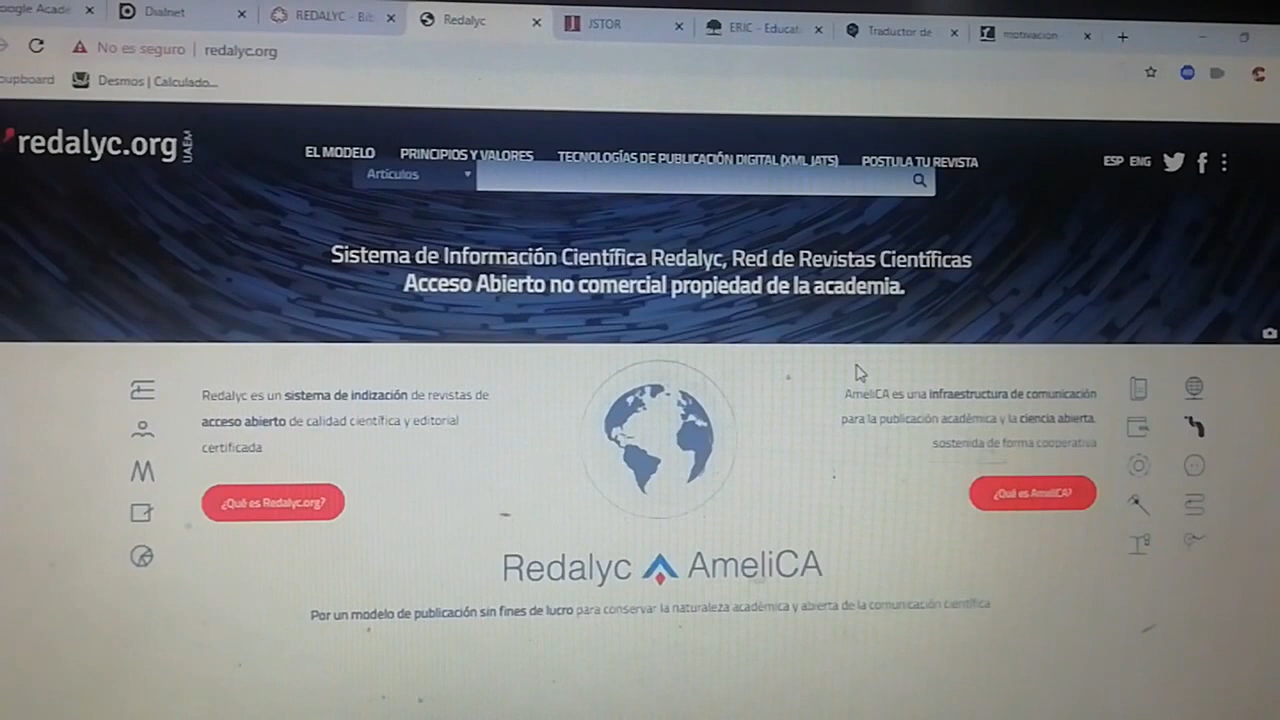 oogle Acade
Dialnet
REDALYC - Bib
Redalyc
JSTOR
ERIC - Educat
Traductor de
motivacion
No es seguro | redalyc.org
oupboard
Desmos | Calculado...
redalyc.org
UAEM
EL MODELO
PRINCIPIOS Y VALORES
TECNOLOGÍAS DE PUBLICACIÓN DIGITAL (XML JATS)
POSTULA TU REVISTA
ESP ENG
Artículos
Sistema de Información Científica Redalyc, Red de Revistas Científicas
Acceso Abierto no comercial propiedad de la academia.
Redalyc es un sistema de indización de revistas de
acceso abierto de calidad científica y editorial
certificada
¿Qué es Redalyc.org?
AmeliCA es una infraestructura de comunicación
para la publicación académica y la ciencia abierta,
sostenida de forma cooperativa
¿Qué es AmeliCA?
Redalyc AmeliCA
Por un modelo de publicación sin fines de lucro para conservar la naturaleza académica y abierta de la comunicación científica